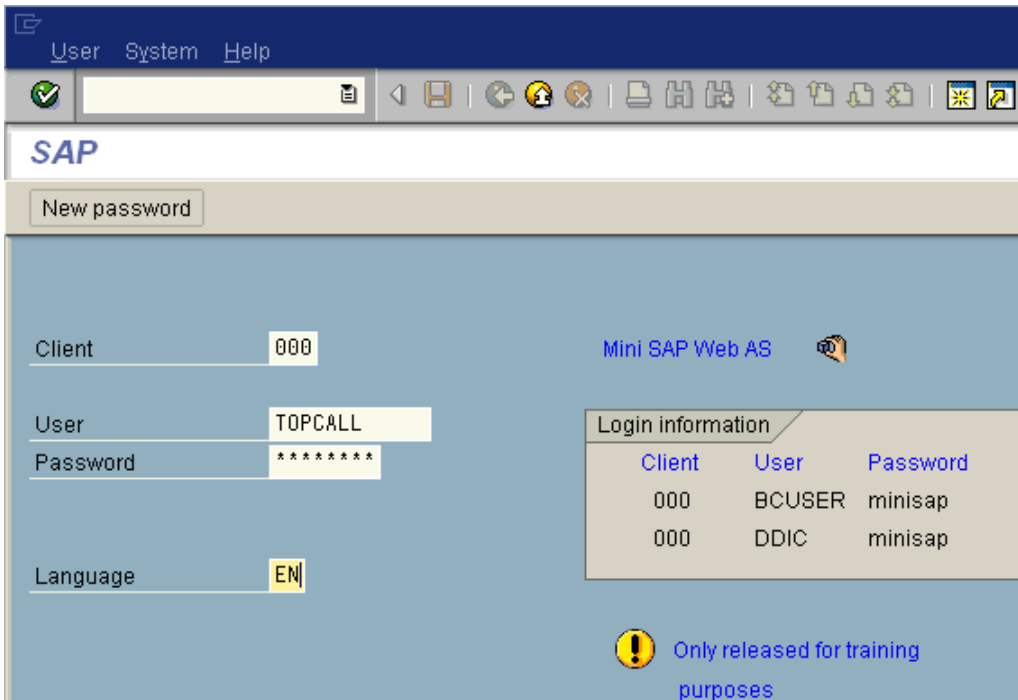 User System Help
SAP
New password
Client 000
Mini SAP Web AS
User TOPCALL
Password ********
Language EN
Login information
Client User Password
000 BCUSER minisap
000 DDIC minisap
Only released for training
purposes